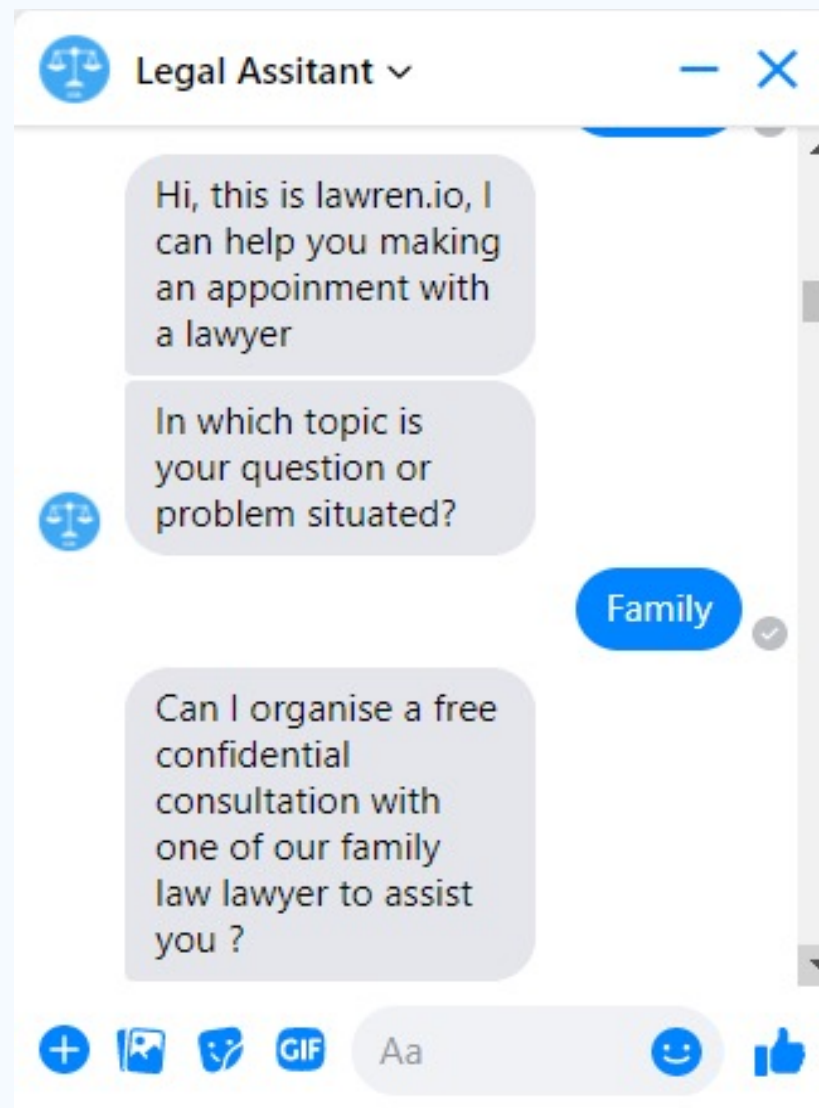 Legal Assitant
Hi, this is lawren.io, I
can help you making
an appoinment with
a lawyer
In which topic is
your question or
problem situated?
Family
Can I organise a free
confidential
consultation with
one of our family
law lawyer to assist
you ?
GIF
Aa